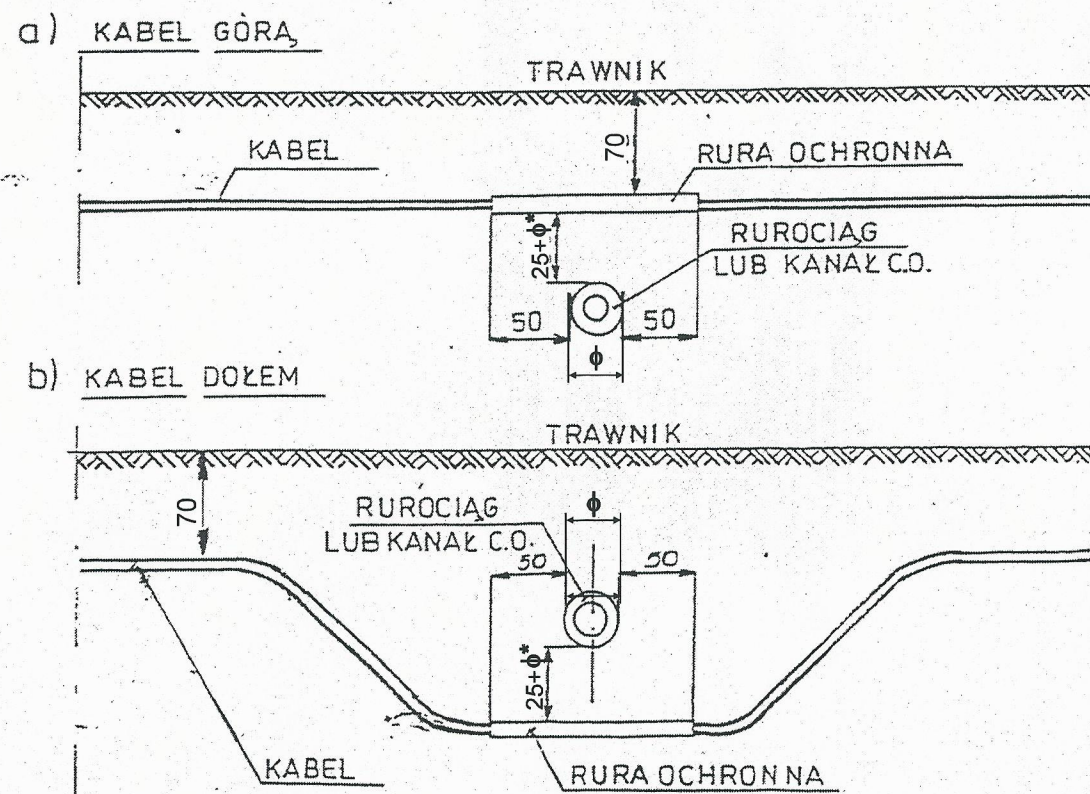 a) KABEL GÓRĄ
TRAWNIK
KABEL
70
RURA OCHRONNA
25+ϕ*
RUROCIĄG
LUB KANAŁ C.O.
50
50
ϕ
b) KABEL DOŁEM
TRAWNIK
70
RUROCIĄG
LUB KANAŁ C.O.
ϕ
50
50
25+ϕ*
KABEL
RURA OCHRONNA